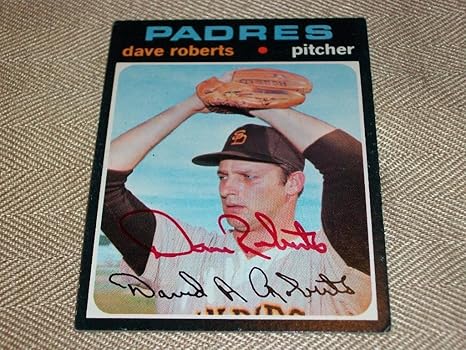 PADRES
dave roberts • pitcher
SD
Dave Roberts
David A Roberts